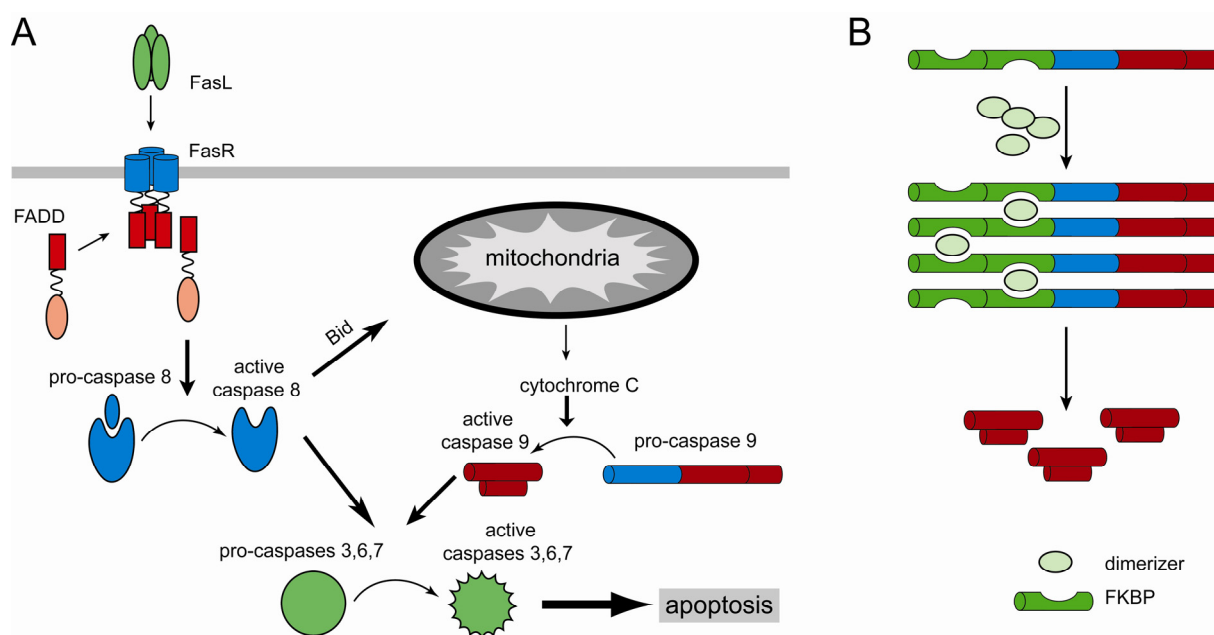 A
FasL
FasR
FADD
mitochondria
Bid
pro-caspase 8
active
caspase 8
cytochrome C
active
caspase 9
pro-caspase 9
pro-caspases 3,6,7
active
caspases 3,6,7
apoptosis
B
dimerizer
FKBP